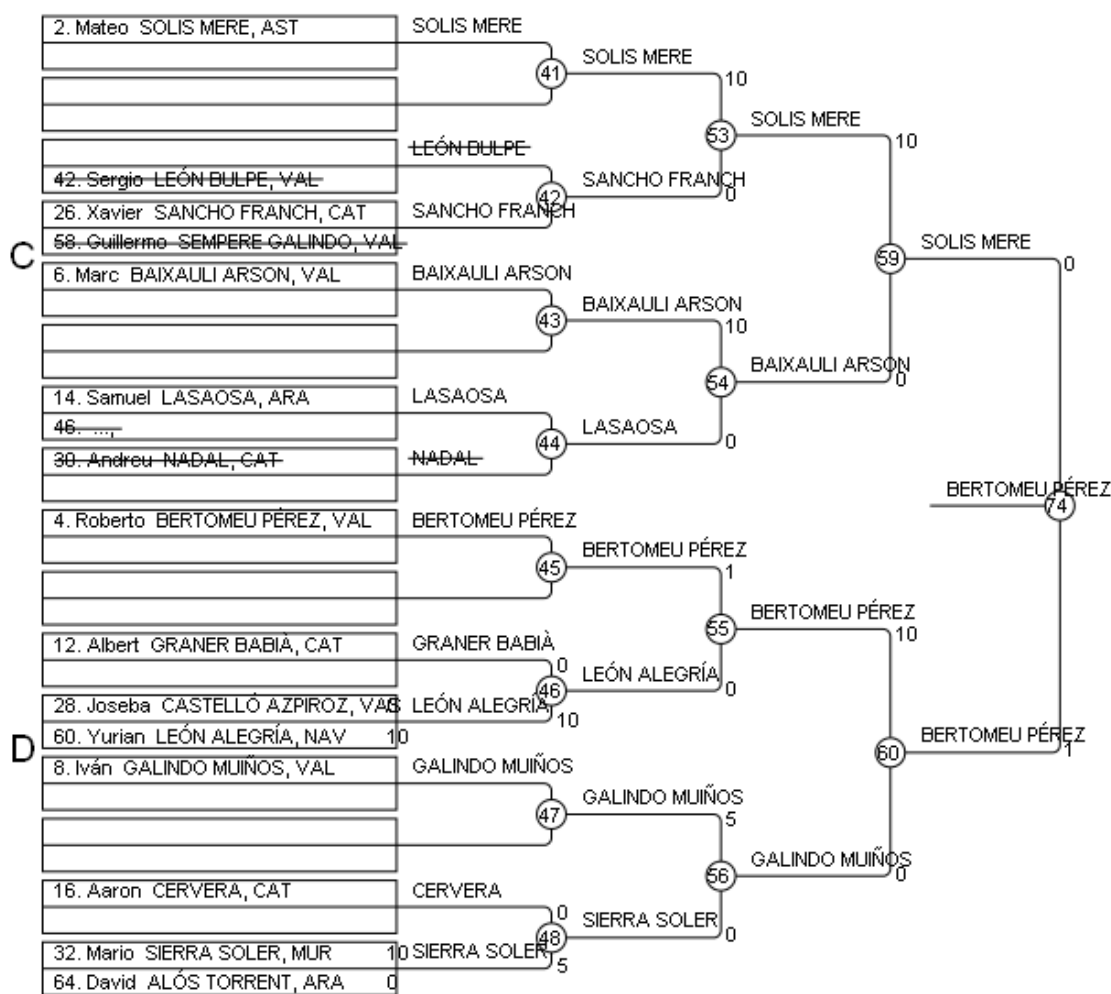 2. Mateo SOLIS MERE, AST SOLIS MERE
SOLIS MERE
41
10
53 SOLIS MERE
10
LEÓN BULPE
42. Sergio LEÓN BULPE, VAL
42 SANCHO FRANCH
0
26. Xavier SANCHO FRANCH, CAT SANCHO FRANCH
58. Guillermo SEMPERE GALINDO, VAL
C
59 SOLIS MERE
0
6. Marc BAIXAULI ARSON, VAL BAIXAULI ARSON
43 BAIXAULI ARSON
10
54 BAIXAULI ARSON
0
14. Samuel LASAOSA, ARA LASAOSA
46. ...,
44 LASAOSA
0
30. Andreu NADAL, CAT NADAL
BERTOMEU PÉREZ
74
4. Roberto BERTOMEU PÉREZ, VAL BERTOMEU PÉREZ
45 BERTOMEU PÉREZ
1
55 BERTOMEU PÉREZ
10
12. Albert GRANER BABIÀ, CAT GRANER BABIÀ
0
46 LEÓN ALEGRÍA
0
28. Joseba CASTELLÓ AZPIROZ, VAS 0 LEÓN ALEGRÍA
10
60. Yurian LEÓN ALEGRÍA, NAV 10
D
60 BERTOMEU PÉREZ
1
8. Iván GALINDO MUIÑOS, VAL GALINDO MUIÑOS
47 GALINDO MUIÑOS
5
56 GALINDO MUIÑOS
0
16. Aaron CERVERA, CAT CERVERA
0
48 SIERRA SOLER
0
32. Mario SIERRA SOLER, MUR 10 SIERRA SOLER
5
64. David ALÓS TORRENT, ARA 0